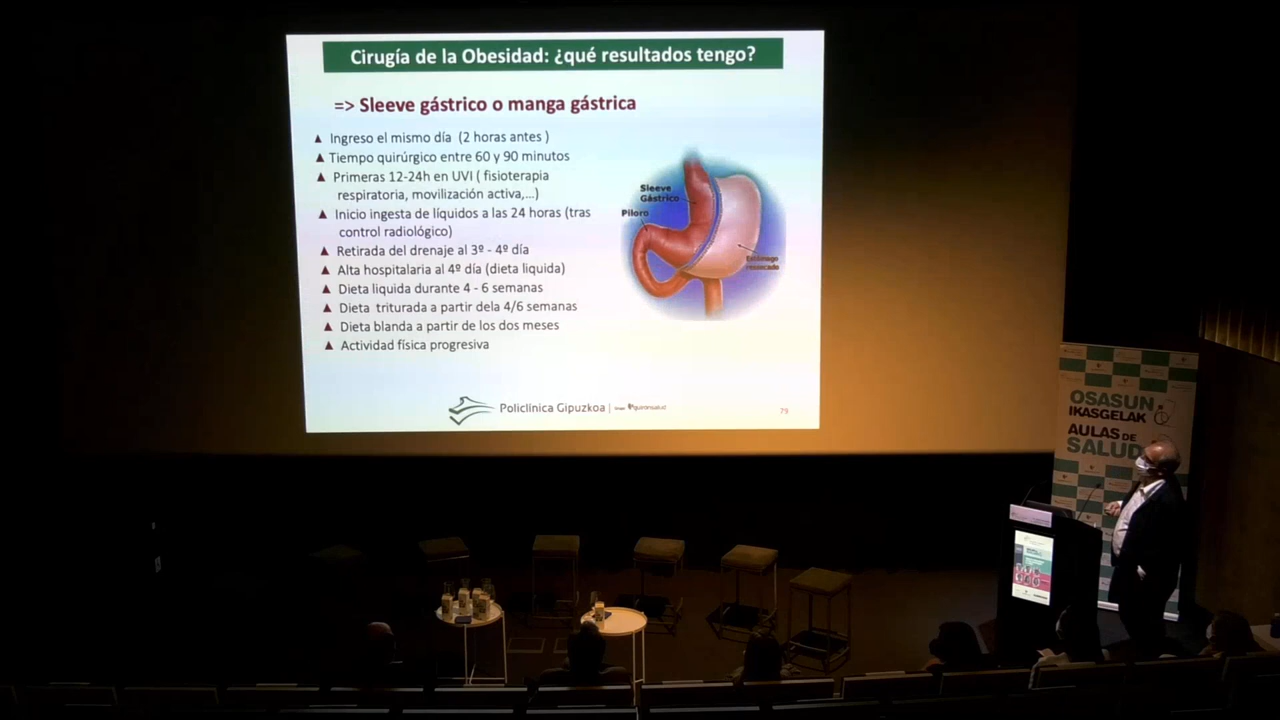 Cirugía de la Obesidad: ¿qué resultados tengo?
=> Sleeve gástrico o manga gástrica
▲ Ingreso el mismo día (2 horas antes )
▲ Tiempo quirúrgico entre 60 y 90 minutos
▲ Primeras 12-24h en UVI ( fisioterapia
respiratoria, movilización activa,...)
▲ Inicio ingesta de líquidos a las 24 horas (tras
control radiológico)
▲ Retirada del drenaje al 3º - 4º día
▲ Alta hospitalaria al 4º día (dieta liquida)
▲ Dieta liquida durante 4 - 6 semanas
▲ Dieta triturada a partir dela 4/6 semanas
▲ Dieta blanda a partir de los dos meses
▲ Actividad física progresiva
Sleeve
Gástrico
Píloro
Estómago
resecado
Policlínica Gipuzkoa
quironsalud
79
OSASUN
IKASGELAK
AULAS DE
SALUD